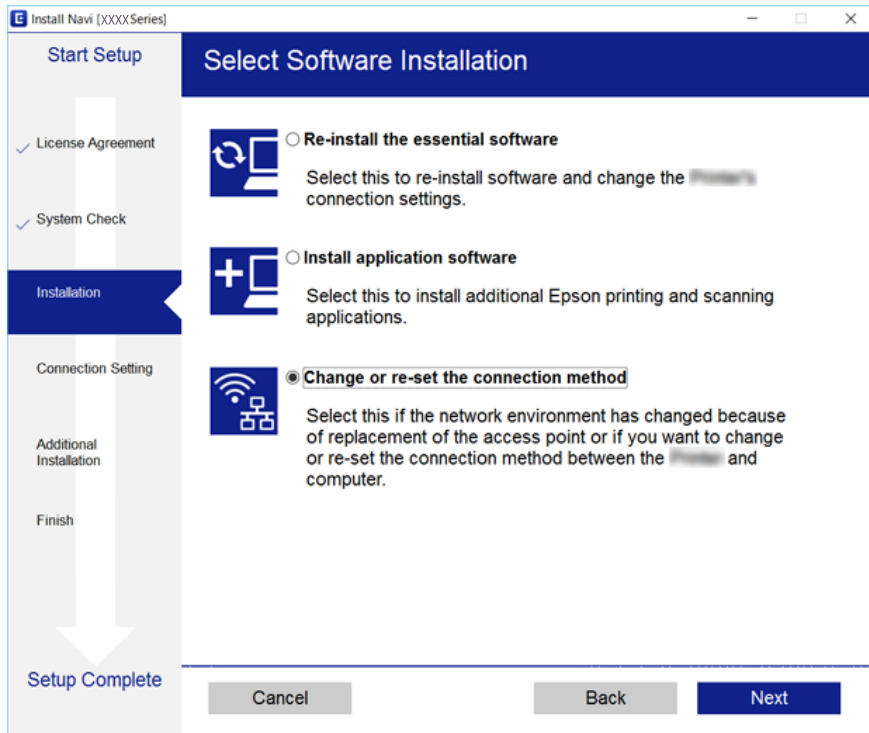 E Install Navi [XXXX Series]
Start Setup
Select Software Installation
License Agreement
System Check
Installation
Connection Setting
Additional
Installation
Finish
Setup Complete
Re-install the essential software
Select this to re-install software and change the
connection settings.
Install application software
Select this to install additional Epson printing and scanning
applications.
Change or re-set the connection method
Select this if the network environment has changed because
of replacement of the access point or if you want to change
or re-set the connection method between the and
computer.
Cancel
Back
Next